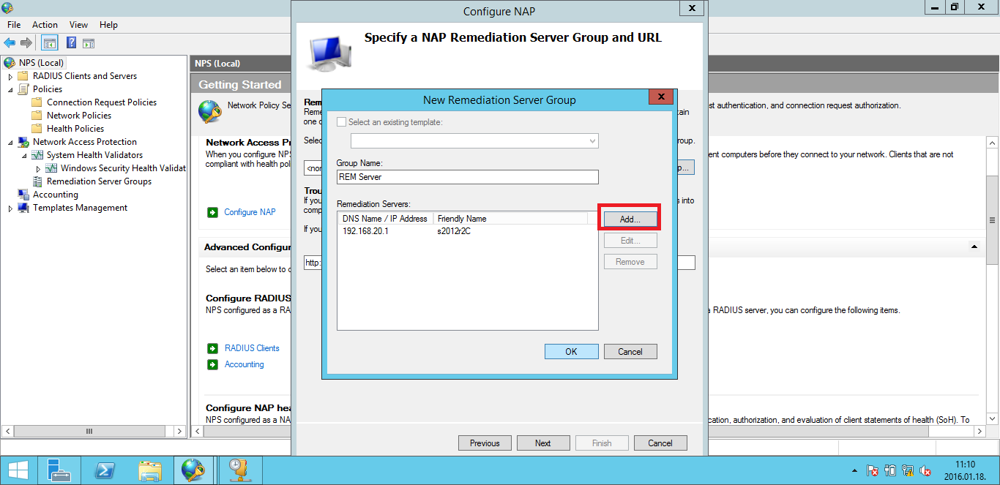 Configure NAP
File Action View Help
NPS (Local)
RADIUS Clients and Servers
Policies
Connection Request Policies
Network Policies
Health Policies
Network Access Protection
System Health Validators
Windows Security Health Validat
Remediation Server Groups
Accounting
Templates Management
NPS (Local)
Getting Started
Network Policy Se
st authentication, and connection request authorization.
Network Access Pr
When you configure NPS
ent computers before they connect to your network. Clients that are not
compliant with health poli
Configure NAP
Advanced Configur
Select an item below to c
Configure RADIUS
NPS configured as a RA
a RADIUS server, you can configure the following items.
RADIUS Clients
Accounting
Configure NAP hea
NPS configured as a NA
cation, authorization, and evaluation of client statements of health (SoH). To
Specify a NAP Remediation Server Group and URL
Rem
Reme
tain
one o
Selec
roup.
<nor
p...
Trou
If you
s into
comp
If you
http:
New Remediation Server Group
Select an existing template:
Group Name:
REM Server
Remediation Servers:
DNS Name / IP Address Friendly Name
192.168.20.1 s2012r2C
Add...
Edit...
Remove
OK Cancel
Previous Next Finish Cancel
11:10
2016.01.18.